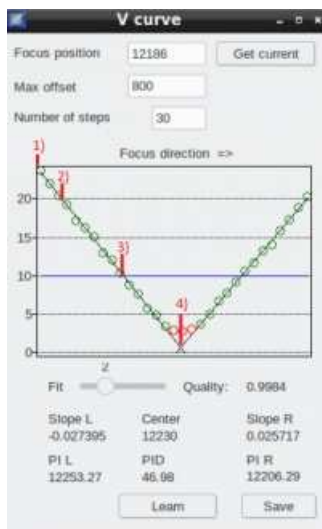 V curve
Focus position 12186 Get current
Max offset 800
Number of steps 30
1)
Focus direction =>
2)
20
15
3)
10
4)
5
0
2
Fit Quality: 0.9984
Slope L Center Slope R
-0.027395 12230 0.025717
PI L PID PI R
12253.27 46.98 12206.29
Learn Save